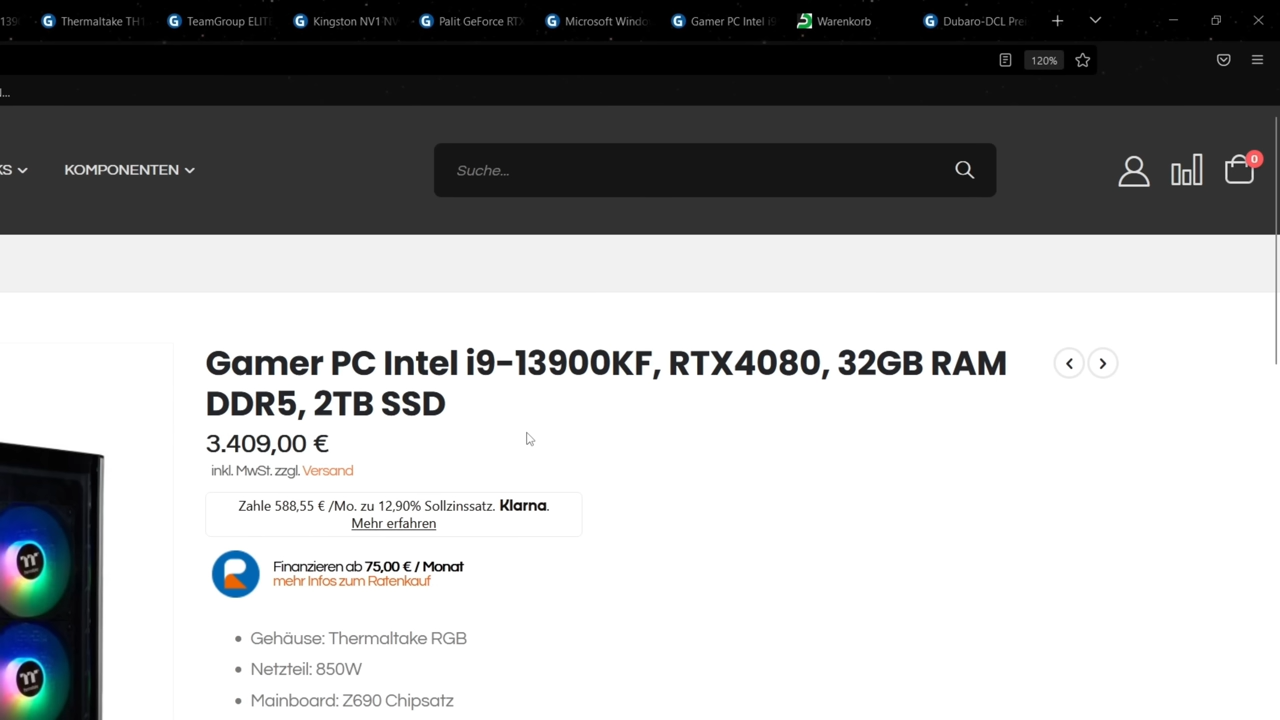 Thermaltake TH1
TeamGroup ELITE
Kingston NV1 NV
Palit GeForce RTX
Microsoft Windo
Gamer PC Intel i9
Warenkorb
Dubaro-DCL Pre
120%
KOMPONENTEN
Suche...
0
Gamer PC Intel i9-13900KF, RTX4080, 32GB RAM
DDR5, 2TB SSD
3.409,00 €
inkl. MwSt. zzgl. Versand
Zahle 588,55 € /Mo. zu 12,90% Sollzinssatz. Klarna.
Mehr erfahren
Finanzieren ab 75,00 € / Monat
mehr Infos zum Ratenkauf
• Gehäuse: Thermaltake RGB
• Netzteil: 850W
• Mainboard: Z690 Chipsatz